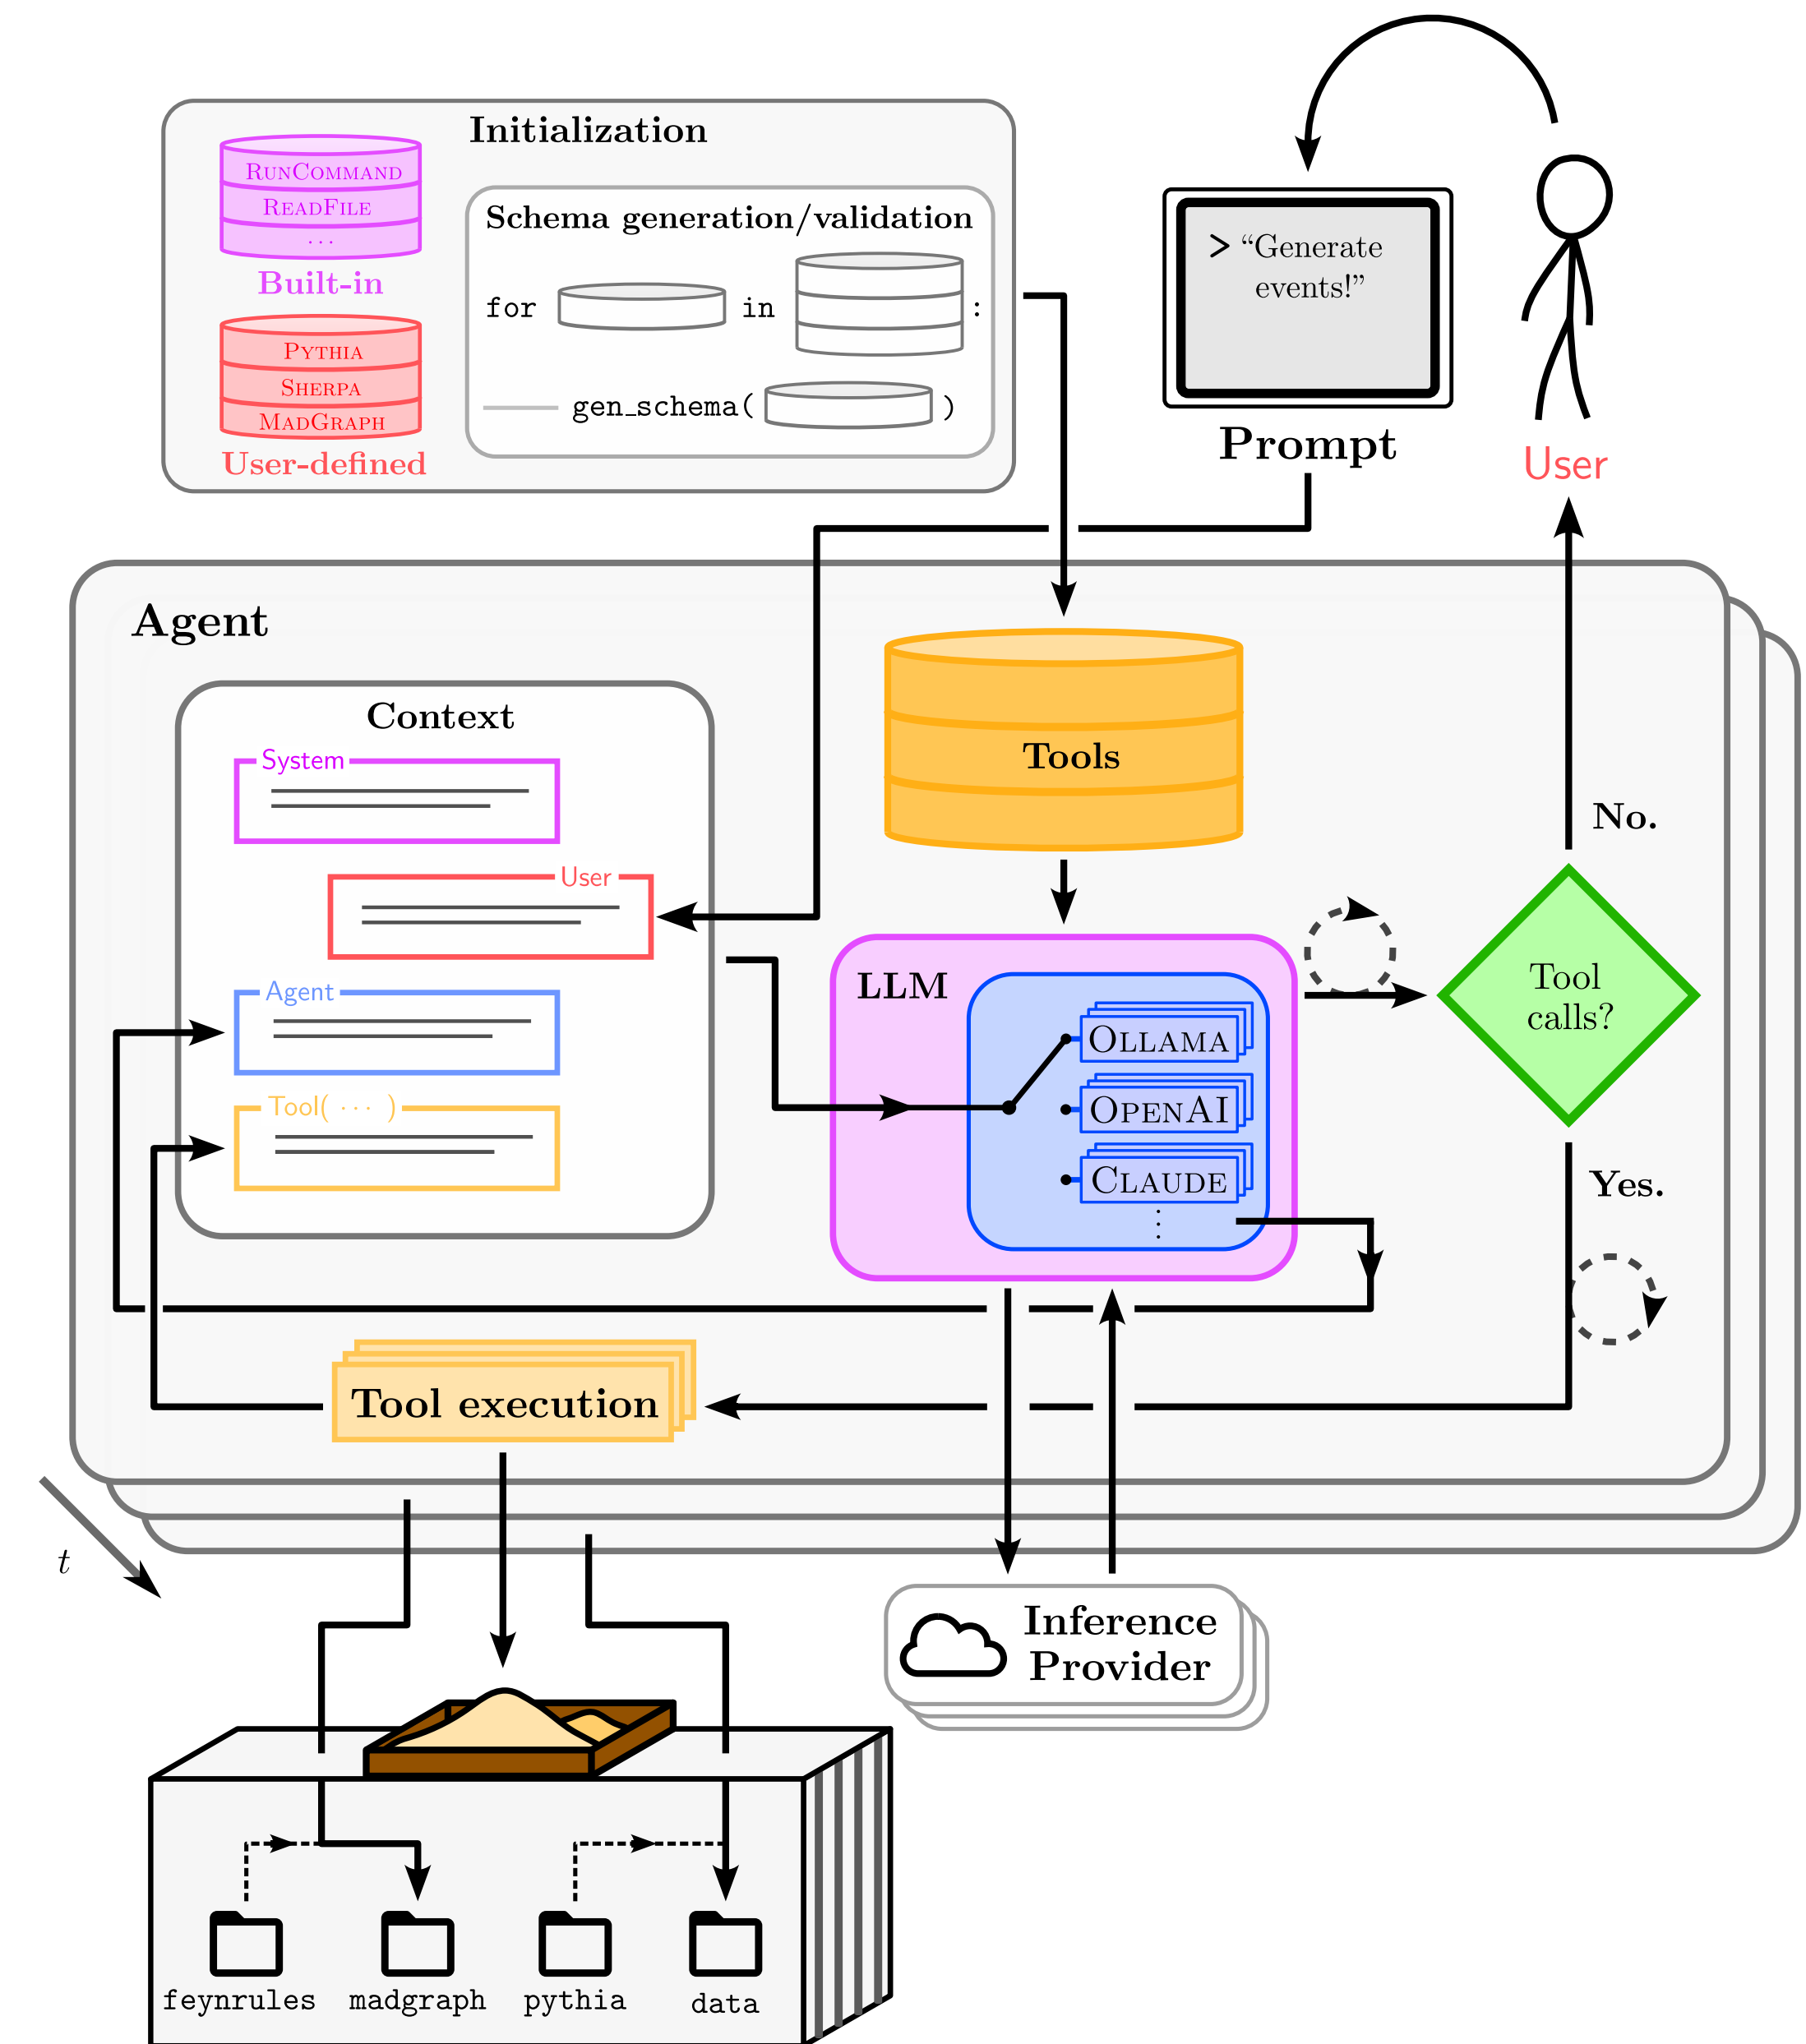 Initialization
RunCommand
ReadFile
...
Built-in
Pythia
Sherpa
MadGraph
User-defined
Schema generation/validation
for in :
gen_schema( )
> “Generate
events!”
Prompt
User
Agent
Context
System
User
Agent
Tool( ··· )
Tools
LLM
Ollama
OpenAI
Claude
⋮
Tool
calls?
No.
Yes.
Tool execution
t
Inference
Provider
feynrules madgraph pythia data